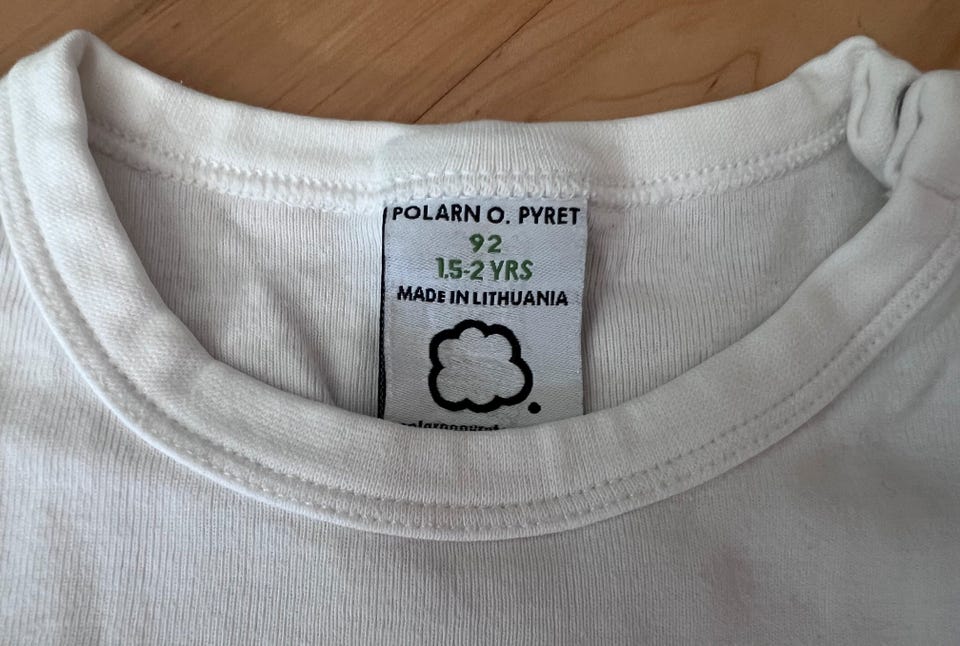 POLARN O. PYRET
92
1.5-2 YRS
MADE IN LITHUANIA